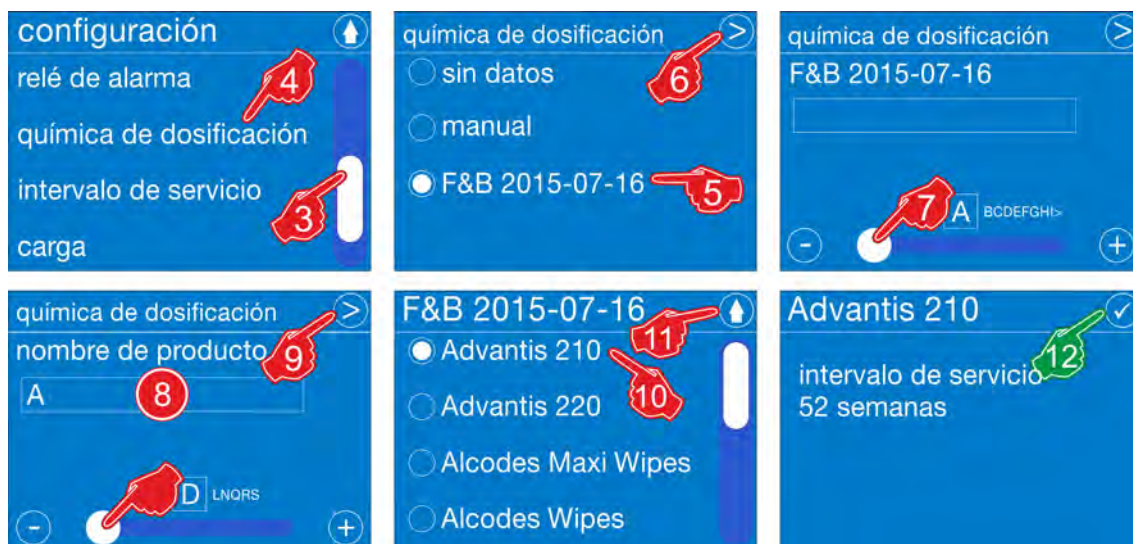 configuración
relé de alarma
4
química de dosificación
intervalo de servicio
3
carga
química de dosificación >
6
sin datos
manual
F&B 2015-07-16
5
química de dosificación >
F&B 2015-07-16
7
A BCDEFGHI>
- +
química de dosificación >
nombre de producto
9
A
8
D LNQRS
- +
F&B 2015-07-16
11
Advantis 210
10
Advantis 220
Alcodes Maxi Wipes
Alcodes Wipes
Advantis 210 ✓
12
intervalo de servicio
52 semanas